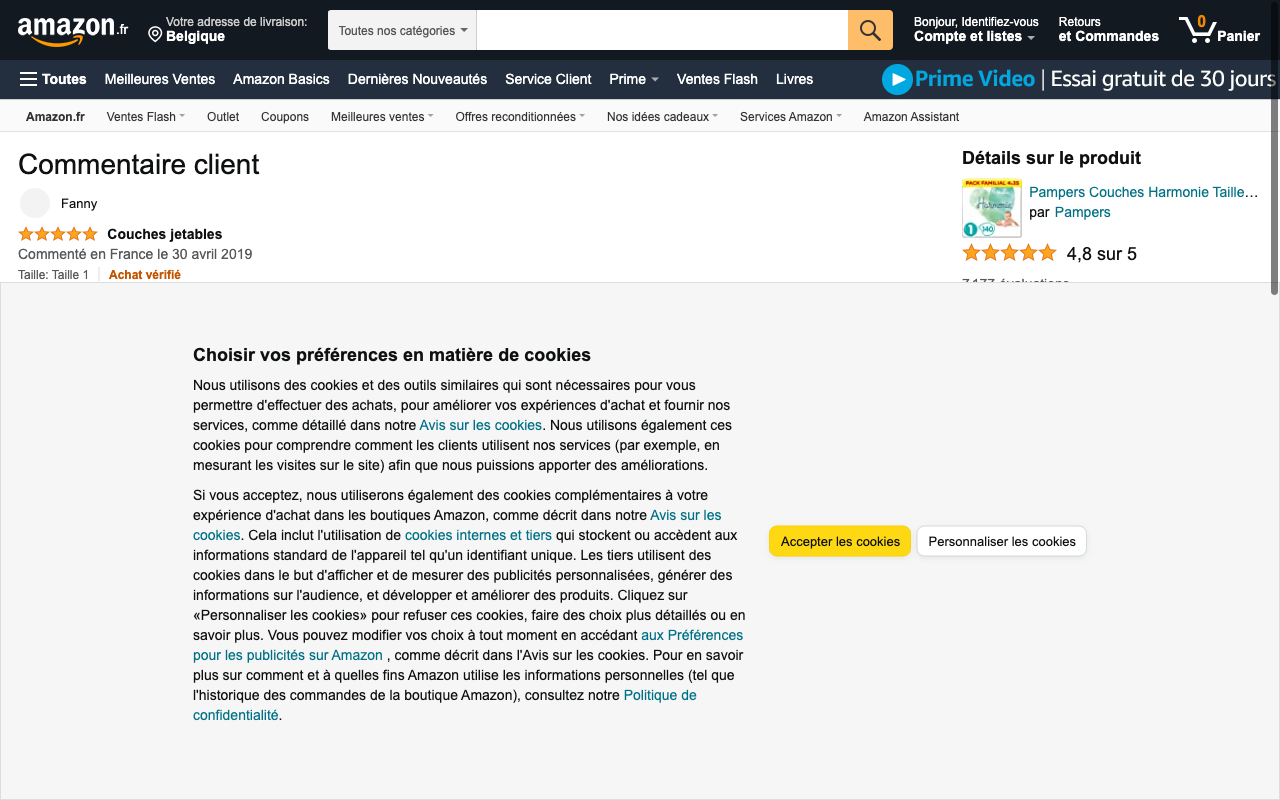 amazon.fr
Votre adresse de livraison:
Belgique
Toutes nos catégories
Bonjour, Identifiez-vous
Compte et listes
Retours
et Commandes
0
Panier
Toutes
Meilleures Ventes
Amazon Basics
Dernières Nouveautés
Service Client
Prime
Ventes Flash
Livres
Prime Video | Essai gratuit de 30 jours
Amazon.fr
Ventes Flash
Outlet
Coupons
Meilleures ventes
Offres reconditionnées
Nos idées cadeaux
Services Amazon
Amazon Assistant
Commentaire client
Fanny
Couches jetables
Commenté en France le 30 avril 2019
Taille: Taille 1
Achat vérifié
Détails sur le produit
PACK FAMILIAL
Harmonie
1
140
Pampers Couches Harmonie Taille…
par Pampers
4,8 sur 5
Choisir vos préférences en matière de cookies
Nous utilisons des cookies et des outils similaires qui sont nécessaires pour vous
permettre d'effectuer des achats, pour améliorer vos expériences d'achat et fournir nos
services, comme détaillé dans notre Avis sur les cookies. Nous utilisons également ces
cookies pour comprendre comment les clients utilisent nos services (par exemple, en
mesurant les visites sur le site) afin que nous puissions apporter des améliorations.
Si vous acceptez, nous utiliserons également des cookies complémentaires à votre
expérience d'achat dans les boutiques Amazon, comme décrit dans notre Avis sur les
cookies. Cela inclut l'utilisation de cookies internes et tiers qui stockent ou accèdent aux
informations standard de l'appareil tel qu'un identifiant unique. Les tiers utilisent des
cookies dans le but d'afficher et de mesurer des publicités personnalisées, générer des
informations sur l'audience, et développer et améliorer des produits. Cliquez sur
«Personnaliser les cookies» pour refuser ces cookies, faire des choix plus détaillés ou en
savoir plus. Vous pouvez modifier vos choix à tout moment en accédant aux Préférences
pour les publicités sur Amazon , comme décrit dans l'Avis sur les cookies. Pour en savoir
plus sur comment et à quelles fins Amazon utilise les informations personnelles (tel que
l'historique des commandes de la boutique Amazon), consultez notre Politique de
confidentialité.
Accepter les cookies
Personnaliser les cookies